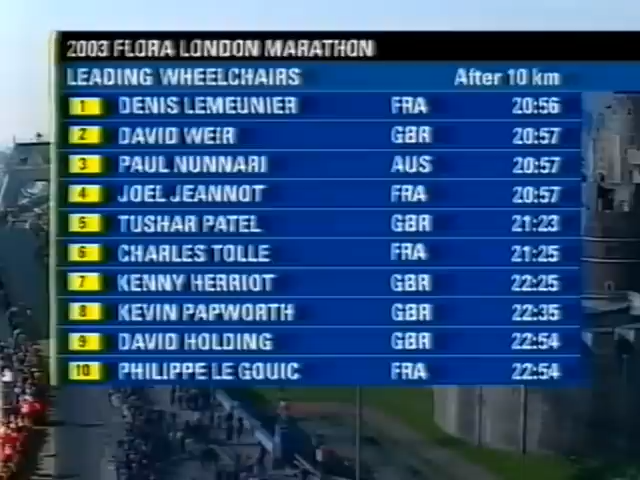 2003 FLORA LONDON MARATHON
LEADING WHEELCHAIRS After 10 km
1 DENIS LEMEUNIER FRA 20:56
2 DAVID WEIR GBR 20:57
3 PAUL NUNNARI AUS 20:57
4 JOEL JEANNOT FRA 20:57
5 TUSHAR PATEL GBR 21:23
6 CHARLES TOLLE FRA 21:25
7 KENNY HERRIOT GBR 22:25
8 KEVIN PAPWORTH GBR 22:35
9 DAVID HOLDING GBR 22:54
10 PHILIPPE LE GOUIC FRA 22:54